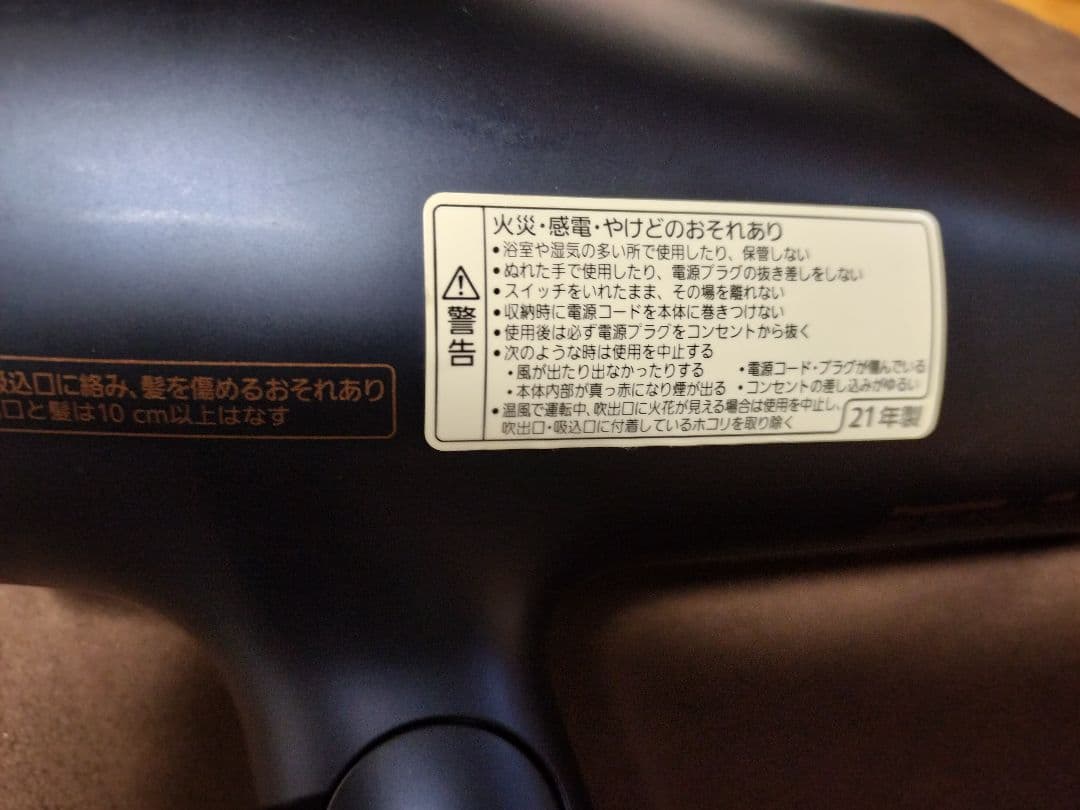 火災・感電・やけどのおそれあり
・浴室や湿気の多い所で使用したり、保管しない
・ぬれた手で使用したり、電源プラグの抜き差しをしない
・スイッチをいれたまま、その場を離れない
・収納時に電源コードを本体に巻きつけない
・使用後は必ず電源プラグをコンセントから抜く
・次のような時は使用を中止する
・風が出たり出なかったりする ・電源コード・プラグが傷んでいる
・本体内部が真っ赤になり煙が出る ・コンセントの差し込みがゆるい
・温風で運転中、吹出口に火花が見える場合は使用を中止し、
吹出口・吸込口に付着しているホコリを取り除く
21年製
警告
吸込口に絡み、髪を傷めるおそれあり
口と髪は10 cm以上はなす